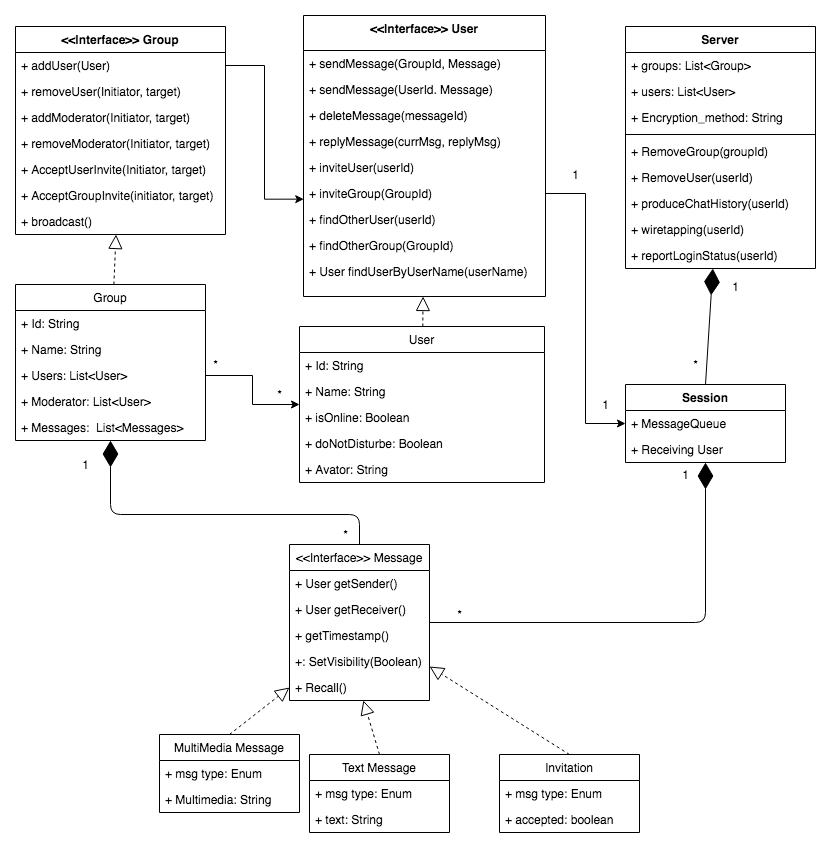 <<Interface>> Group
+ addUser(User)
+ removeUser(Initiator, target)
+ addModerator(Initiator, target)
+ removeModerator(Initiator, target)
+ AcceptUserInvite(Initiator, target)
+ AcceptGroupInvite(initiator, target)
+ broadcast()
<<Interface>> User
+ sendMessage(GroupId, Message)
+ sendMessage(UserId. Message)
+ deleteMessage(messageId)
+ replyMessage(currMsg, replyMsg)
+ inviteUser(userId)
+ inviteGroup(GroupId)
+ findOtherUser(userId)
+ findOtherGroup(GroupId)
+ User findUserByUserName(userName)
Server
+ groups: List<Group>
+ users: List<User>
+ Encryption_method: String
+ RemoveGroup(groupId)
+ RemoveUser(userId)
+ produceChatHistory(userId)
+ wiretapping(userId)
+ reportLoginStatus(userId)
1
1
*
Group
+ Id: String
+ Name: String
+ Users: List<User>
+ Moderator: List<User>
+ Messages:  List<Messages>
*
*
User
+ Id: String
+ Name: String
+ isOnline: Boolean
+ doNotDisturbe: Boolean
+ Avator: String
1
Session
+ MessageQueue
+ Receiving User
1
1
*
*
<<Interface>> Message
+ User getSender()
+ User getReceiver()
+ getTimestamp()
+: SetVisibility(Boolean)
+ Recall()
MultiMedia Message
+ msg type: Enum
+ Multimedia: String
Text Message
+ msg type: Enum
+ text: String
Invitation
+ msg type: Enum
+ accepted: boolean